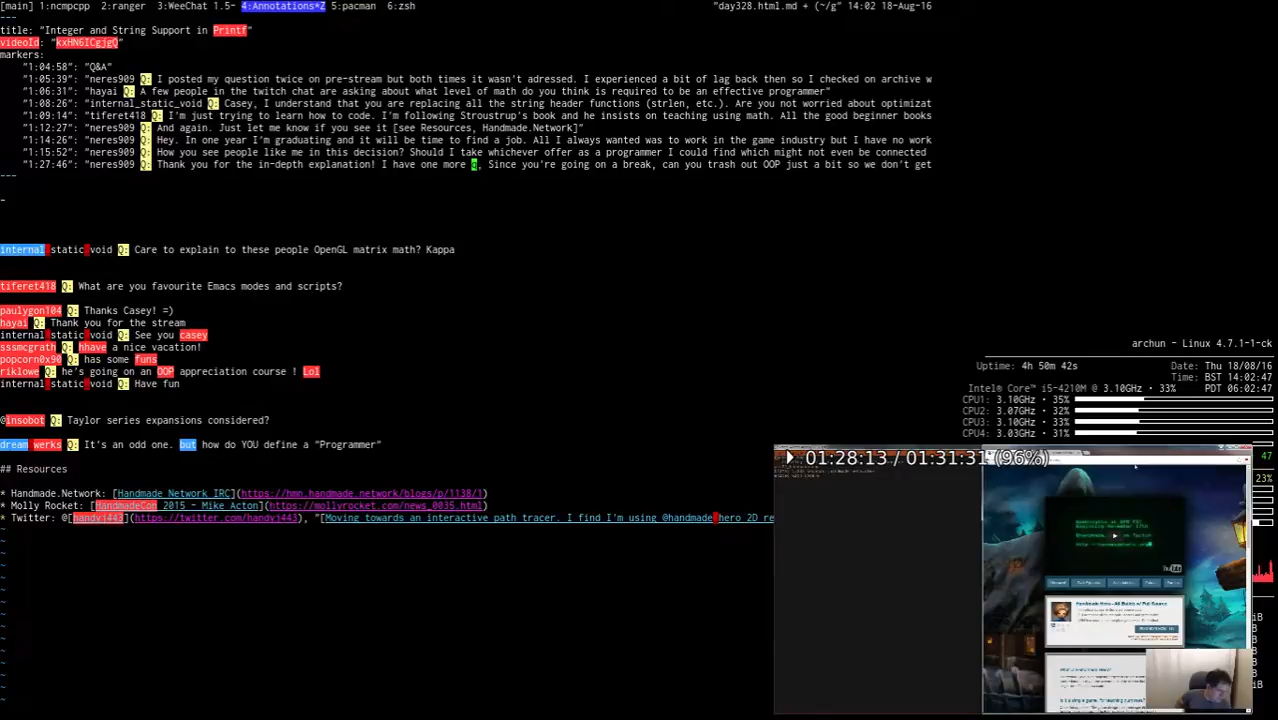 [main] 1:ncmpcpp 2:ranger 3:WeeChat 1.5- 4:Annotations*Z 5:pacman 6:zsh "day328.html.md + (~/g" 14:02 18-Aug-16
---
title: "Integer and String Support in Printf"
videoId: "kxHN6ICgjgQ"
markers:
"1:04:58": "Q&A"
"1:05:39": "neres909 Q: I posted my question twice on pre-stream but both times it wasn't adressed. I experienced a bit of lag back then so I checked on archive w
"1:06:31": "hayai Q: A few people in the twitch chat are asking about what level of math do you think is required to be an effective programmer"
"1:08:26": "internal_static_void Q: Casey, I understand that you are replacing all the string header functions (strlen, etc.). Are you not worried about optimizat
"1:09:14": "tiferet418 Q: I'm just trying to learn how to code. I'm following Stroustrup's book and he insists on teaching using math. All the good beginner books
"1:12:27": "neres909 Q: And again. Just let me know if you see it [see Resources, Handmade.Network]"
"1:14:26": "neres909 Q: Hey. In one year I'm graduating and it will be time to find a job. All I always wanted was to work in the game industry but I have no work
"1:15:52": "neres909 Q: How you see people like me in this decision? Should I take whichever offer as a programmer I could find which might not even be connected
"1:27:46": "neres909 Q: Thank you for the in-depth explanation! I have one more q, Since you're going on a break, can you trash out OOP just a bit so we don't get
---
internal static void Q: Care to explain to these people OpenGL matrix math? Kappa
tiferet418 Q: What are you favourite Emacs modes and scripts?
paulygon104 Q: Thanks Casey! =)
hayai Q: Thank you for the stream
internal static void Q: See you casey
sssmcgrath Q: hhave a nice vacation!
popcorn0x90 Q: has some funs
riklowe Q: he's going on an OOP appreciation course ! Lol
internal static void Q: Have fun
@insobot Q: Taylor series expansions considered?
dream werks Q: It's an odd one. but how do YOU define a "Programmer"
## Resources
* Handmade.Network: [Handmade Network IRC](https://hmn.handmade.network/blogs/p/1138/1)
* Molly Rocket: [HandmadeCon 2015 - Mike Acton](https://mollyrocket.com/news_0035.html)
* Twitter: @[handyj443](https://twitter.com/handyj443), "[Moving towards an interactive path tracer. I find I'm using @handmade hero 2D re
archun - Linux 4.7.1-1-ck
Uptime: 4h 50m 42s
Date: Thu 18/08/16
Time: BST 14:02:47
Intel® Core™ i5-4210M @ 3.10GHz • 33% PDT 06:02:47
CPU1: 3.10GHz • 35%
CPU2: 3.07GHz • 32%
CPU3: 3.10GHz • 33%
CPU4: 3.03GHz • 31%
47
23%
01:28:13 / 01:31:31 (96%)